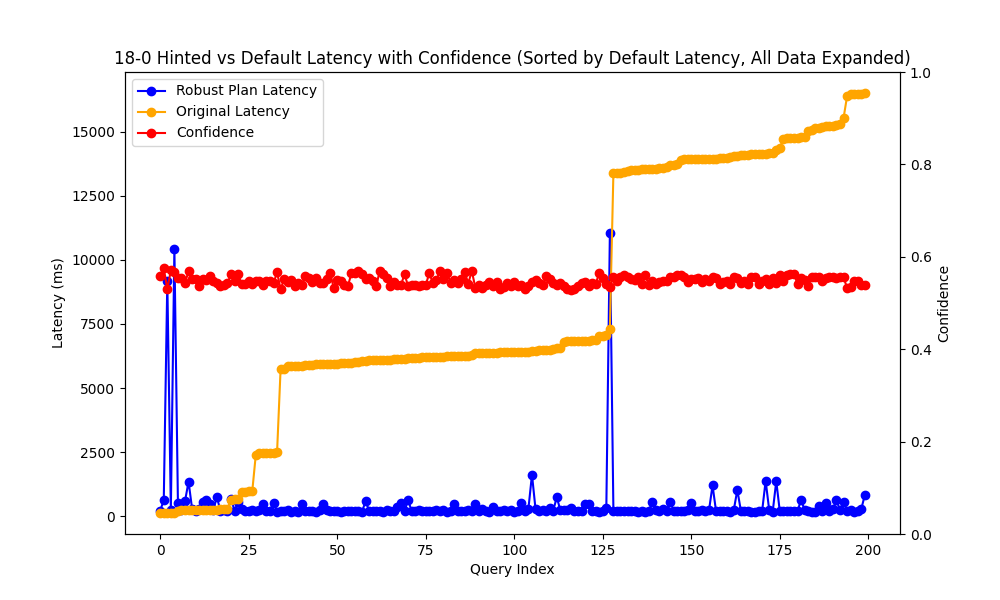 18-0 Hinted vs Default Latency with Confidence (Sorted by Default Latency, All Data Expanded)
Robust Plan Latency
Original Latency
Confidence
Latency (ms)
15000
12500
10000
7500
5000
2500
0
1.0
0.8
0.6
0.4
0.2
0.0
Confidence
0 25 50 75 100 125 150 175 200
Query Index